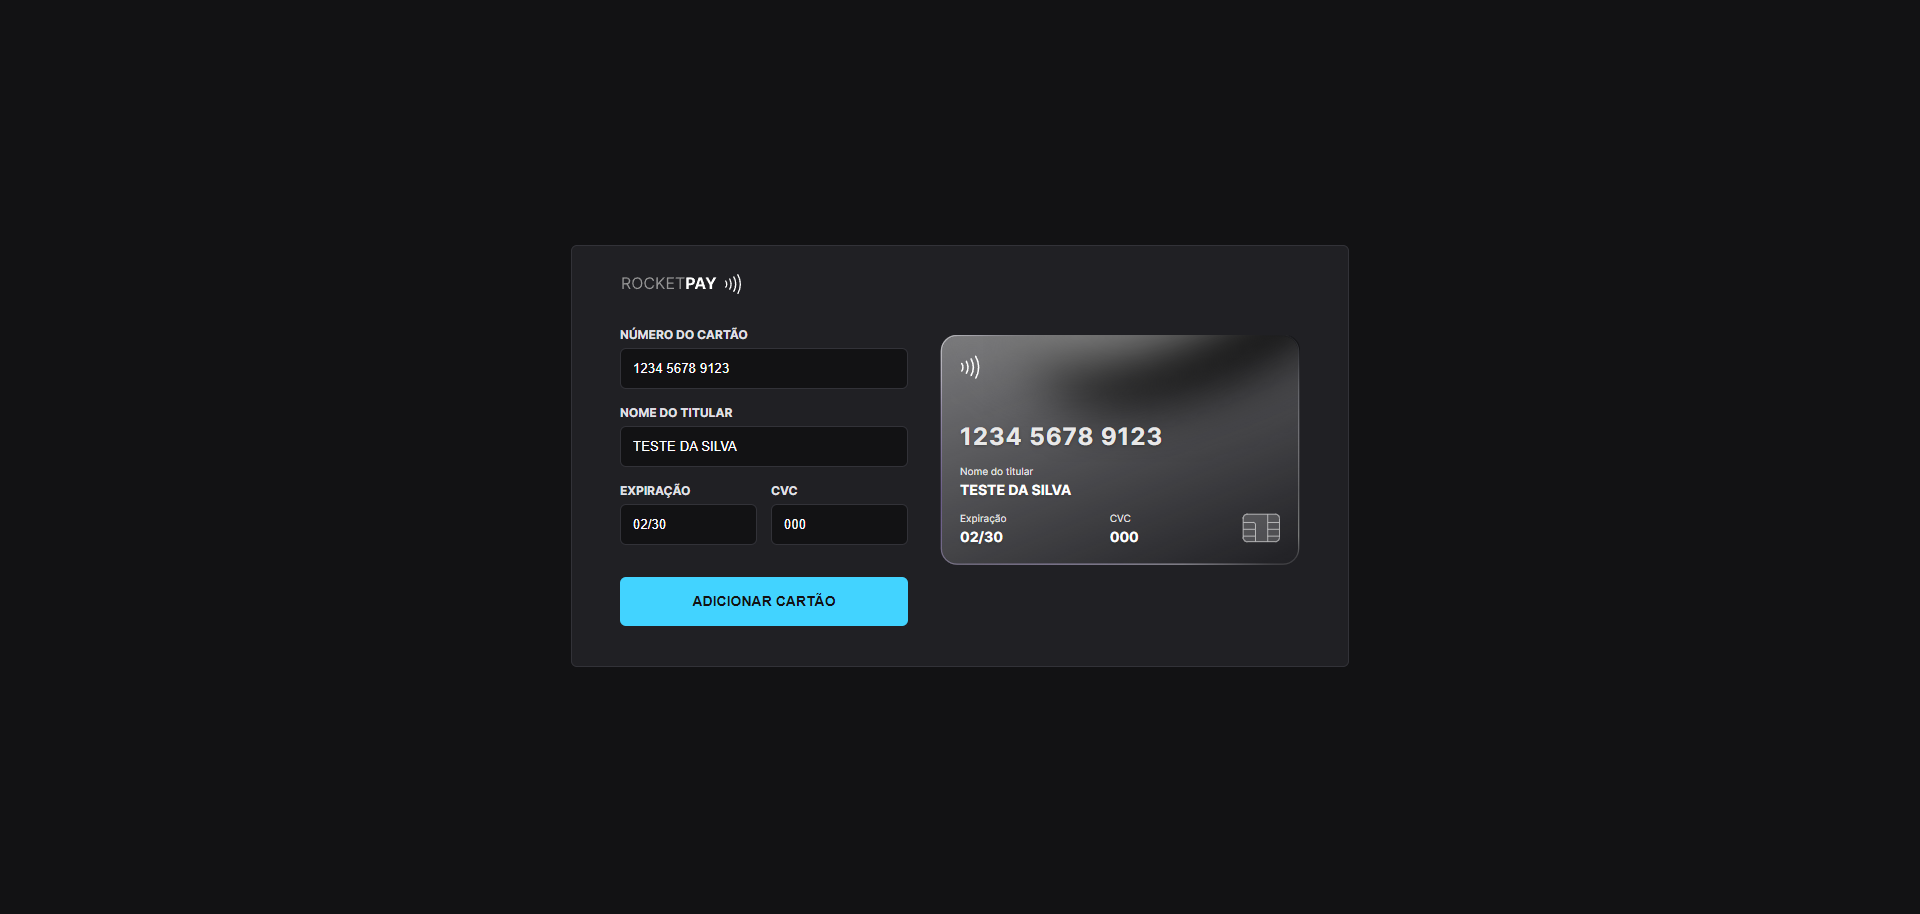 ROCKETPAY
NÚMERO DO CARTÃO
1234 5678 9123
NOME DO TITULAR
TESTE DA SILVA
EXPIRAÇÃO CVC
02/30 000
ADICIONAR CARTÃO
1234 5678 9123
Nome do titular
TESTE DA SILVA
Expiração CVC
02/30 000